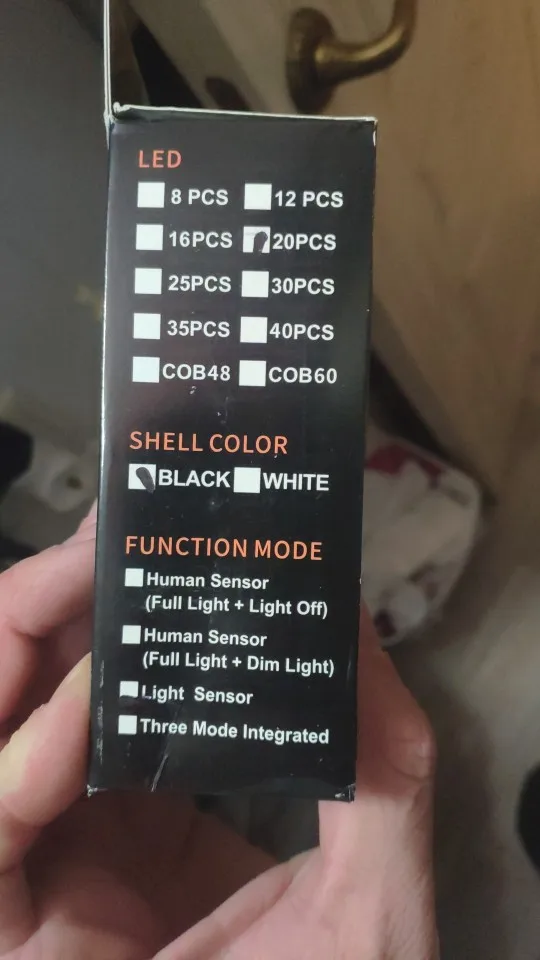 LED
8 PCS 12 PCS
16PCS 20PCS
25PCS 30PCS
35PCS 40PCS
COB48 COB60
SHELL COLOR
BLACK WHITE
FUNCTION MODE
Human Sensor
(Full Light + Light Off)
Human Sensor
(Full Light + Dim Light)
Light Sensor
Three Mode Integrated